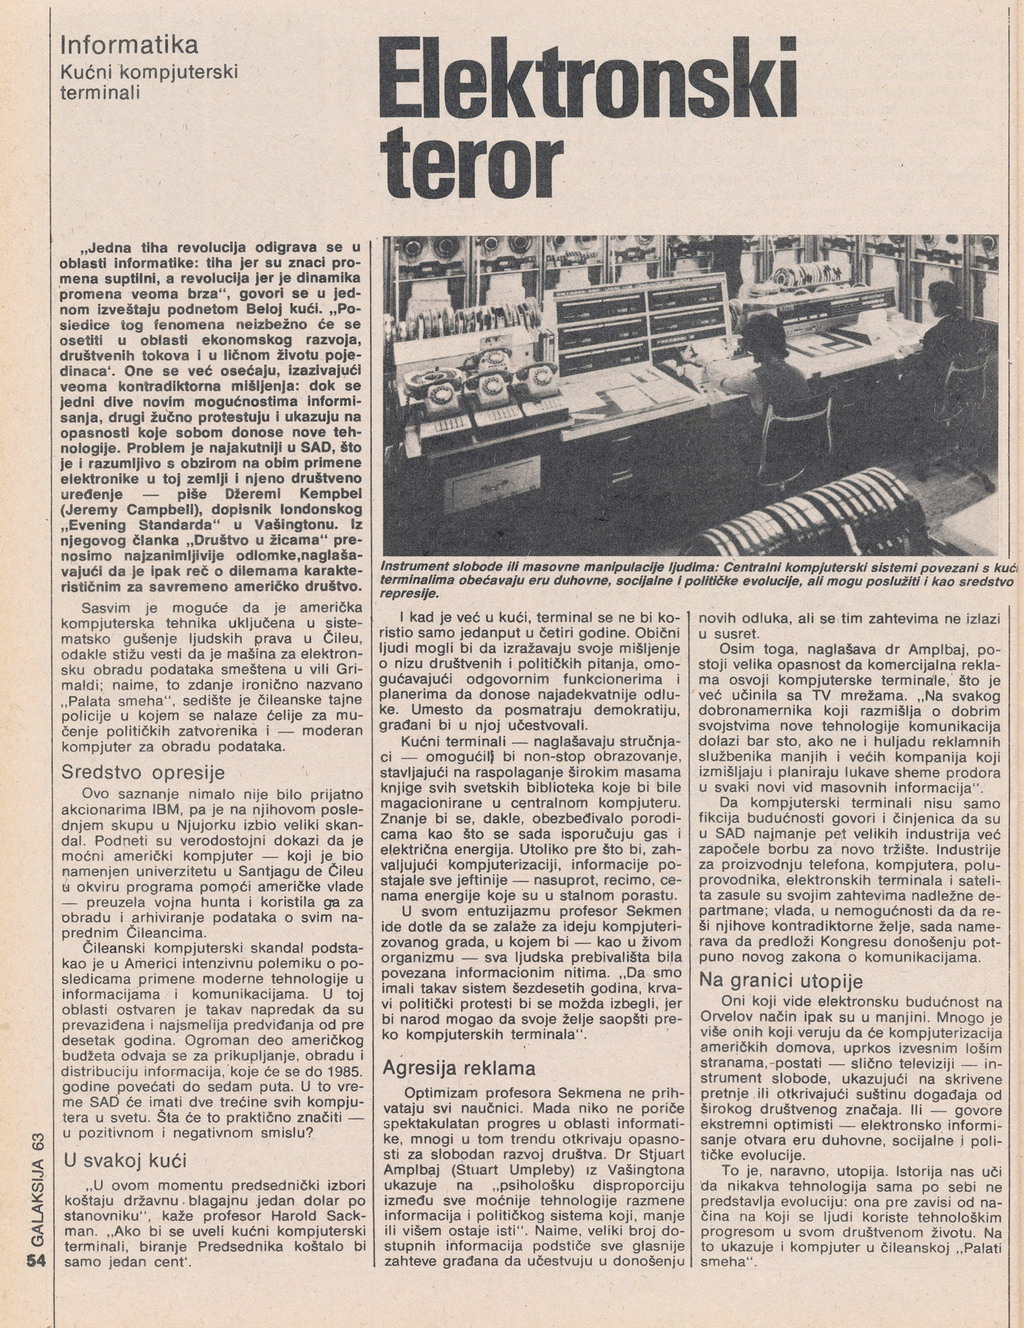 Informatika
Kućni kompjuterski
terminali
Elektronski
teror
„Jedna tiha revolucija odigrava se u
oblasti informatike: tiha jer su znaci pro-
mena suptilni, a revolucija jer je dinamika
promena veoma brza“, govori se u jed-
nom izveštaju podnetom Beloj kući. „Po-
sledice tog fenomena neizbežno će se
osetiti u oblasti ekonomskog razvoja,
društvenih tokova i u ličnom životu poje-
dinaca‘. One se već osećaju, izazivajući
veoma kontradiktorna mišljenja: dok se
jedni dive novim mogućnostima informi-
sanja, drugi žučno protestuju i ukazuju na
opasnosti koje sobom donose nove teh-
nologije. Problem je najakutniji u SAD, što
je i razumljivo s obzirom na obim primene
elektronike u toj zemlji i njeno društveno
uređenje — piše Džeremi Kempbel
(Jeremy Campbell), dopisnik londonskog
„Evening Standarda“ u Vašingtonu. Iz
njegovog članka „Društvo u žicama“ pre-
nosimo najzanimljivije odlomke,naglaša-
vajući da je ipak reč o dilemama karakte-
rističnim za savremeno američko društvo.
Sasvim je moguće da je američka
kompjuterska tehnika uključena u siste-
matsko gušenje ljudskih prava u Čileu,
odakle stižu vesti da je mašina za elektron-
sku obradu podataka smeštena u vili Gri-
maldi; naime, to zdanje ironično nazvano
„Palata smeha“, sedište je čileanske tajne
policije u kojem se nalaze ćelije za mu-
čenje političkih zatvorenika i — moderan
kompjuter za obradu podataka.
Sredstvo opresije
Ovo saznanje nimalo nije bilo prijatno
akcionarima IBM, pa je na njihovom posle-
dnjem skupu u Njujorku izbio veliki skan-
dal. Podneti su verodostojni dokazi da je
moćni američki kompjuter — koji je bio
namenjen univerzitetu u Santjagu de Čileu
u okviru programa pomoći američke vlade
— preuzela vojna hunta i koristila ga za
obradu i arhiviranje podataka o svim na-
prednim Čileancima.
Čileanski kompjuterski skandal podsta-
kao je u Americi intenzivnu polemiku o po-
sledicama primene moderne tehnologije u
informacijama i komunikacijama. U toj
oblasti ostvaren je takav napredak da su
prevaziđena i najsmelija predviđanja od pre
desetak godina. Ogroman deo američkog
budžeta odvaja se za prikupljanje, obradu i
distribuciju informacija, koje će se do 1985.
godine povećati do sedam puta. U to vre-
me SAD će imati dve trećine svih kompju-
tera u svetu. Šta će to praktično značiti —
u pozitivnom i negativnom smislu?
U svakoj kući
„U ovom momentu predsednički izbori
koštaju državnu blagajnu jedan dolar po
stanovniku“, kaže profesor Harold Sack-
man. „Ako bi se uveli kućni kompjuterski
terminali, biranje Predsednika koštalo bi
samo jedan cent‘.
Instrument slobode ili masovne manipulacije ljudima: Centralni kompjuterski sistemi povezani s kući
terminalima obećavaju eru duhovne, socijalne i političke evolucije, ali mogu poslužiti i kao sredstvo
represije.
I kad je već u kući, terminal se ne bi ko-
ristio samo jedanput u četiri godine. Obični
ljudi mogli bi da izražavaju svoje mišljenje
o nizu društvenih i političkih pitanja, omo-
gućavajući odgovornim funkcionerima i
planerima da donose najadekvatnije odlu-
ke. Umesto da posmatraju demokratiju,
građani bi u njoj učestvovali.
Kućni terminali — naglašavaju stručnja-
ci — omogućili bi non-stop obrazovanje,
stavljajući na raspolaganje širokim masama
knjige svih svetskih biblioteka koje bi bile
magacionirane u centralnom kompjuteru.
Znanje bi se, dakle, obezbeđivalo porodi-
cama kao što se sada isporučuju gas i
električna energija. Utoliko pre što bi, zah-
valjujući kompjuterizaciji, informacije po-
stajale sve jeftinije — nasuprot, recimo, ce-
nama energije koje su u stalnom porastu.
U svom entuzijazmu profesor Sekmen
ide dotle da se zalaže za ideju kompjuteri-
zovanog grada, u kojem bi — kao u živom
organizmu — sva ljudska prebivališta bila
povezana informacionim nitima. „Da smo
imali takav sistem šezdesetih godina, krva-
vi politički protesti bi se možda izbegli, jer
bi narod mogao da svoje želje saopšti pre-
ko kompjuterskih terminala“.
Agresija reklama
Optimizam profesora Sekmena ne prih-
vataju svi naučnici. Mada niko ne poriče
spektakulatan progres u oblasti informati-
ke, mnogi u tom trendu otkrivaju opasno-
sti za slobodan razvoj društva. Dr Stjuart
Amplbaj (Stuart Umpleby) iz Vašingtona
ukazuje na „psihološku disproporciju
između sve moćnije tehnologije razmene
informacija i političkog sistema koji, manje
ili višem ostaje isti“. Naime, veliki broj do-
stupnih informacija podstiče sve glasnije
zahteve građana da učestvuju u donošenju
novih odluka, ali se tim zahtevima ne izlazi
u susret.
Osim toga, naglašava dr Amplbaj, po-
stoji velika opasnost da komercijalna rekla-
ma osvoji kompjuterske terminale, što je
već učinila sa TV mrežama. „Na svakog
dobronamernika koji razmišlja o dobrim
svojstvima nove tehnologije komunikacija
dolazi bar sto, ako ne i huljadu reklamnih
službenika manjih i većih kompanija koji
izmišljaju i planiraju lukave sheme prodora
u svaki novi vid masovnih informacija“.
Da kompjuterski terminali nisu samo
fikcija budućnosti govori i činjenica da su
u SAD najmanje pet velikih industrija već
započele borbu za novo tržište. Industrije
za proizvodnju telefona, kompjutera, polu-
provodnika, elektronskih terminala i sateli-
ta zasule su svojim zahtevima nadležne de-
partmane; vlada, u nemogućnosti da da re-
ši njihove kontradiktorne želje, sada name-
rava da predloži Kongresu donošenju pot-
puno novog zakona o komunikacijama.
Na granici utopije
Oni koji vide elektronsku budućnost na
Orvelov način ipak su u manjini. Mnogo je
više onih koji veruju da će kompjuterizacija
američkih domova, uprkos izvesnim lošim
stranama, postati — slično televiziji — in-
strument slobode, ukazujući na skrivene
pretnje ili otkrivajući suštinu događaja od
širokog društvenog značaja. Ili — govore
ekstremni optimisti — elektronsko informi-
sanje otvara eru duhovne, socijalne i poli-
tičke evolucije.
To je, naravno, utopija. Istorija nas uči
da nikakva tehnologija sama po sebi ne
predstavlja evoluciju: ona pre zavisi od na-
čina na koji se ljudi koriste tehnološkim
progresom u svom društvenom životu. Na
to ukazuje i kompjuter u čileanskoj „Palati
smeha“.
GALAKSIJA 63
54